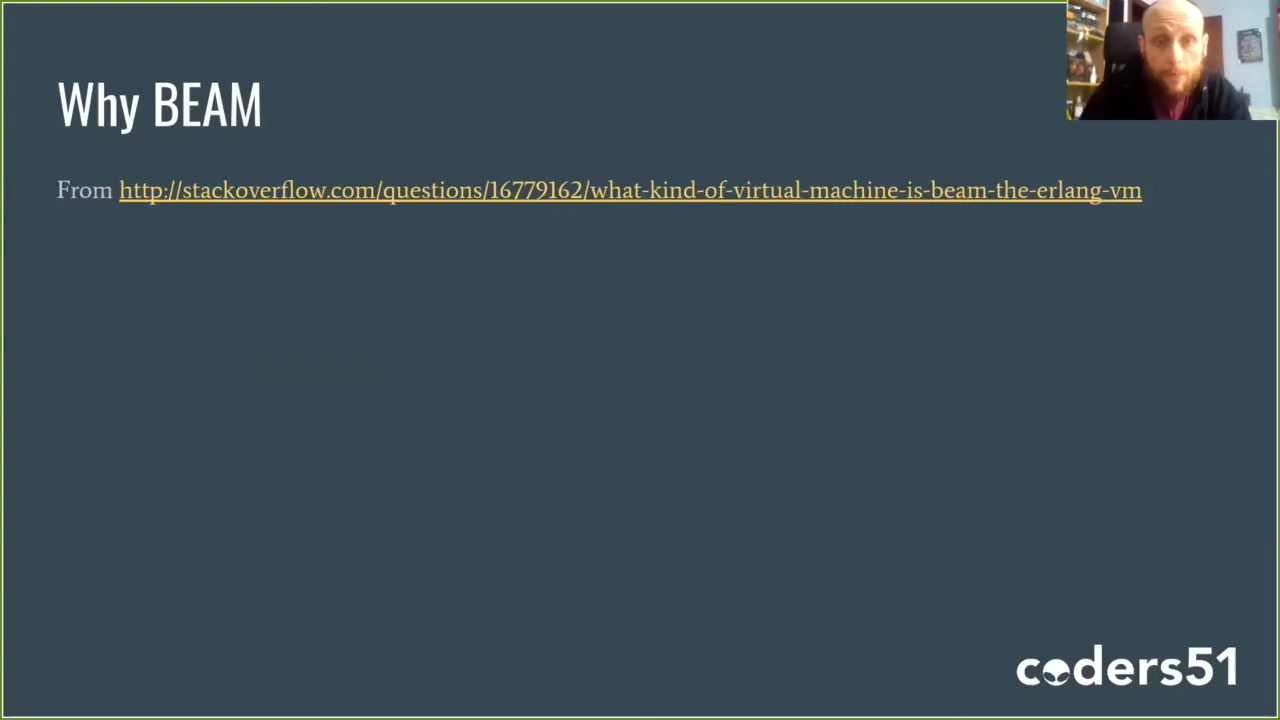 Why BEAM
From http://stackoverflow.com/questions/16779162/what-kind-of-virtual-machine-is-beam-the-erlang-vm
coders51